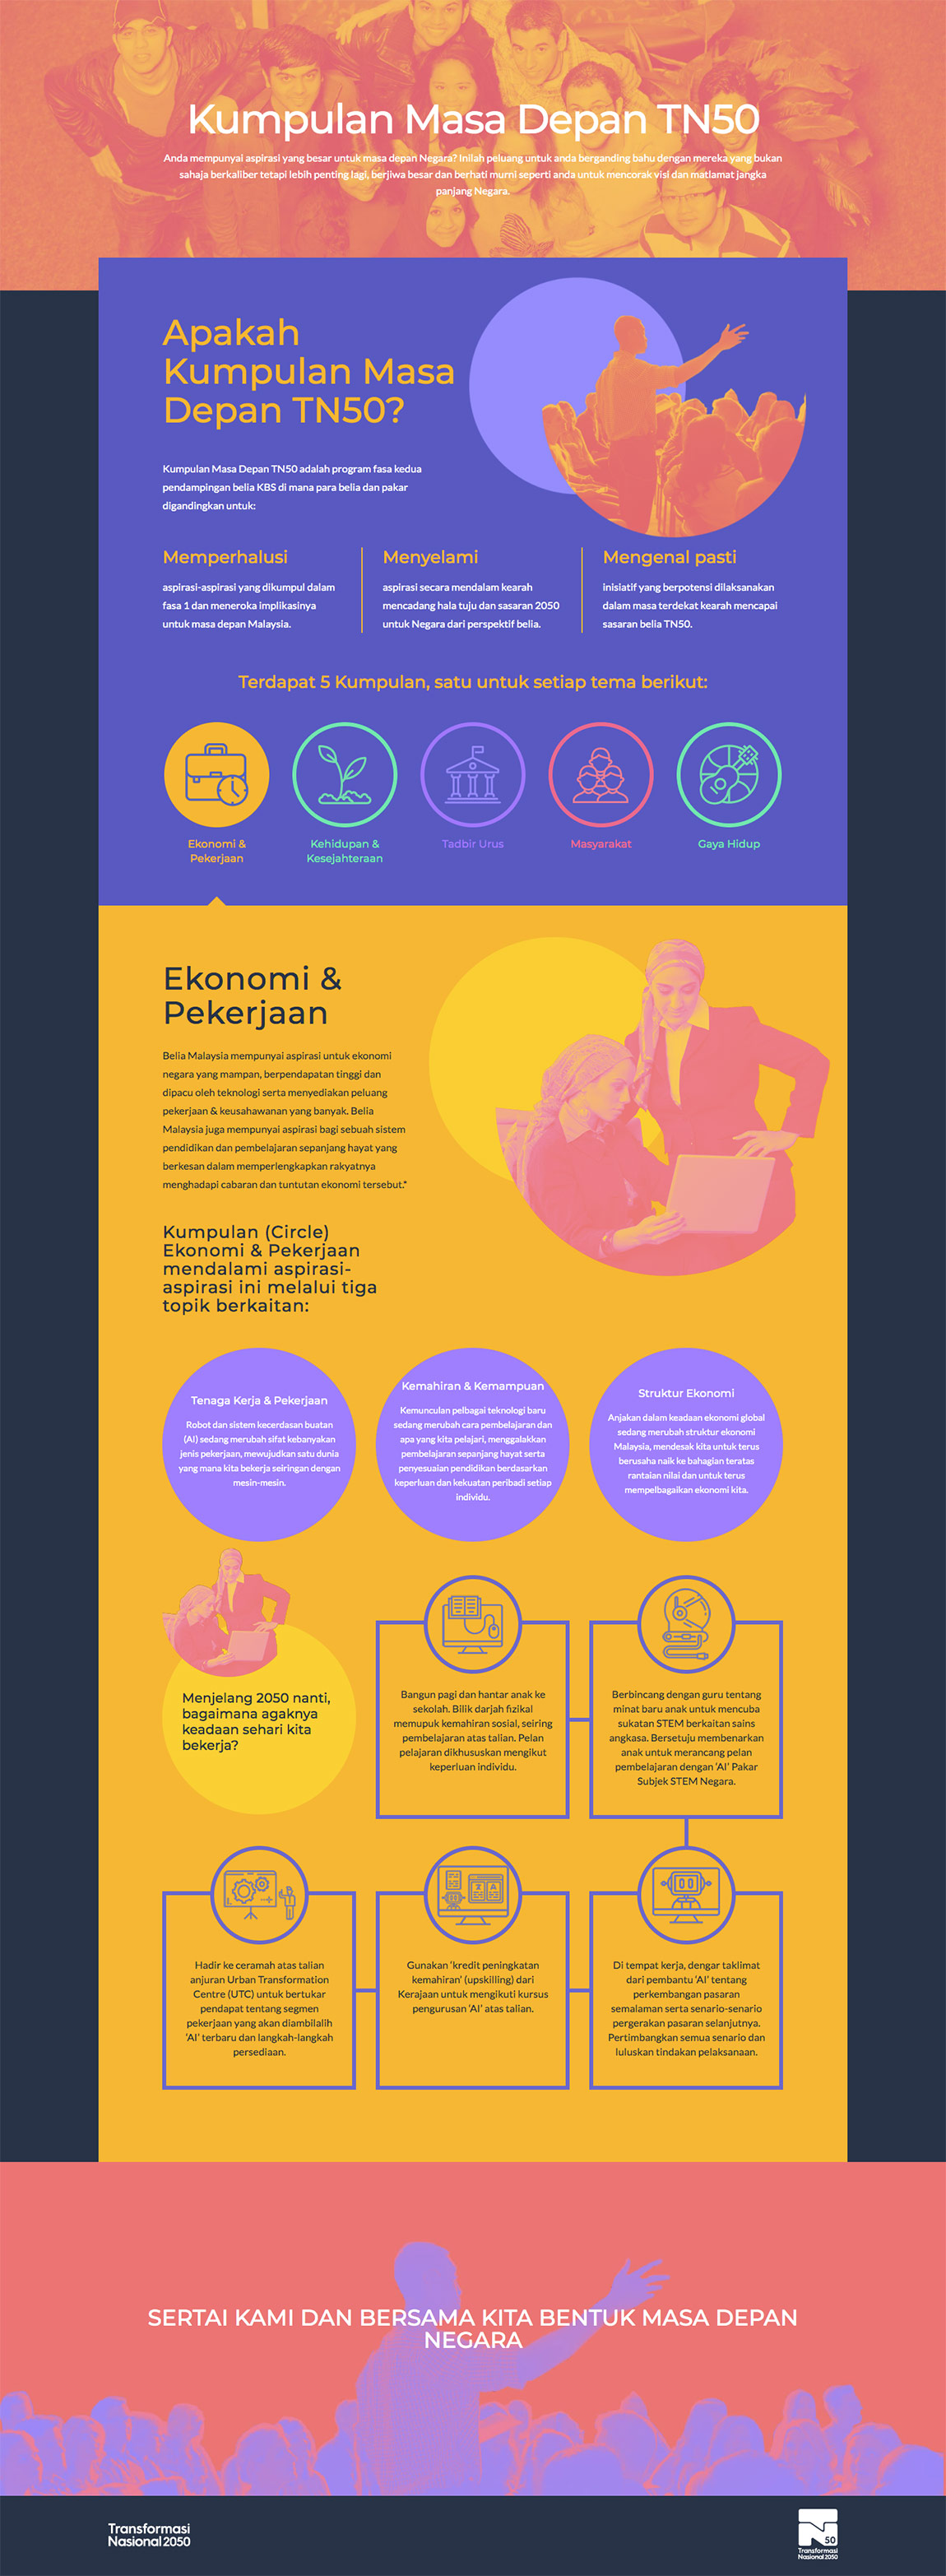 Kumpulan Masa Depan TN50
Anda mempunyai aspirasi yang besar untuk masa depan Negara? Inilah peluang untuk anda berganding bahu dengan mereka yang bukan
sahaja berkaliber tetapi lebih penting lagi, berjiwa besar dan berhati murni seperti anda untuk mencorak visi dan matlamat jangka
panjang Negara.
Apakah
Kumpulan Masa
Depan TN50?
Kumpulan Masa Depan TN50 adalah program fasa kedua
pendampingan belia KBS di mana para belia dan pakar
digandingkan untuk:
Memperhalusi
aspirasi-aspirasi yang dikumpul dalam
fasa 1 dan meneroka implikasinya
untuk masa depan Malaysia.
Menyelami
aspirasi secara mendalam kearah
mencadang hala tuju dan sasaran 2050
untuk Negara dari perspektif belia.
Mengenal pasti
inisiatif yang berpotensi dilaksanakan
dalam masa terdekat kearah mencapai
sasaran belia TN50.
Terdapat 5 Kumpulan, satu untuk setiap tema berikut:
Ekonomi &
Pekerjaan
Kehidupan &
Kesejahteraan
Tadbir Urus
Masyarakat
Gaya Hidup
Ekonomi &
Pekerjaan
Belia Malaysia mempunyai aspirasi untuk ekonomi
negara yang mampan, berpendapatan tinggi dan
dipacu oleh teknologi serta menyediakan peluang
pekerjaan & keusahawanan yang banyak. Belia
Malaysia juga mempunyai aspirasi bagi sebuah sistem
pendidikan dan pembelajaran sepanjang hayat yang
berkesan dalam memperlengkapkan rakyatnya
menghadapi cabaran dan tuntutan ekonomi tersebut."
Kumpulan (Circle)
Ekonomi & Pekerjaan
mendalami aspirasi-
aspirasi ini melalui tiga
topik berkaitan:
Tenaga Kerja & Pekerjaan
Robot dan sistem kecerdasan buatan
(AI) sedang merubah sifat kebanyakan
jenis pekerjaan, mewujudkan satu dunia
yang mana kita bekerja seiringan dengan
mesin-mesin.
Kemahiran & Kemampuan
Kemunculan pelbagai teknologi baru
sedang merubah cara pembelajaran dan
apa yang kita pelajari, menggalakkan
pembelajaran sepanjang hayat serta
penyesuaian pendidikan berdasarkan
keperluan dan kekuatan peribadi setiap
individu.
Struktur Ekonomi
Anjakan dalam keadaan ekonomi global
sedang merubah struktur ekonomi
Malaysia, mendesak kita untuk terus
berusaha naik ke bahagian teratas
rantaian nilai dan untuk terus
mempelbagaikan ekonomi kita.
Menjelang 2050 nanti,
bagaimana agaknya
keadaan sehari kita
bekerja?
Bangun pagi dan hantar anak ke
sekolah. Bilik darjah fizikal
memupuk kemahiran sosial, seiring
pembelajaran atas talian. Pelan
pelajaran dikhususkan mengikut
keperluan individu.
Berbincang dengan guru tentang
minat baru anak untuk mencuba
sukatan STEM berkaitan sains
angkasa. Bersetuju membenarkan
anak untuk merancang pelan
pembelajaran dengan ‘AI’ Pakar
Subjek STEM Negara.
Hadir ke ceramah atas talian
anjuran Urban Transformation
Centre (UTC) untuk bertukar
pendapat tentang segmen
pekerjaan yang akan diambilalih
‘AI’ terbaru dan langkah-langkah
persediaan.
Gunakan ‘kredit peningkatan
kemahiran’ (upskilling) dari
Kerajaan untuk mengikuti kursus
pengurusan ‘AI’ atas talian.
Di tempat kerja, dengar taklimat
dari pembantu ‘AI’ tentang
perkembangan pasaran
semalaman serta senario-senario
pergerakan pasaran selanjutnya.
Pertimbangkan semua senario dan
luluskan tindakan pelaksanaan.
SERTAI KAMI DAN BERSAMA KITA BENTUK MASA DEPAN
NEGARA
Transformasi
Nasional 2050
N
50
Transformasi
Nasional 2050